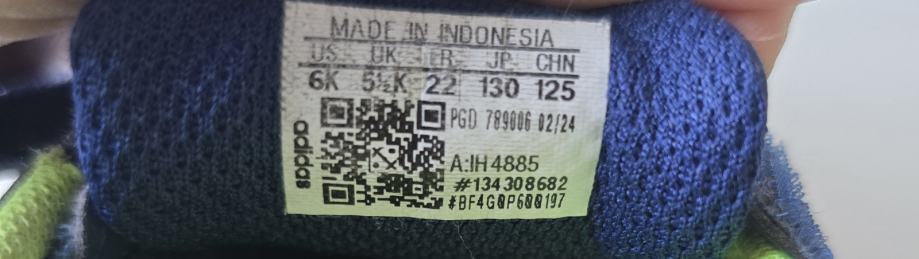 MADE IN INDONESIA
US UK FR JP CHN
6K 5½K 22 130 125
PGD 789006 02/24
adidas
A:IH4885
#134308682
#BF4G0P600197